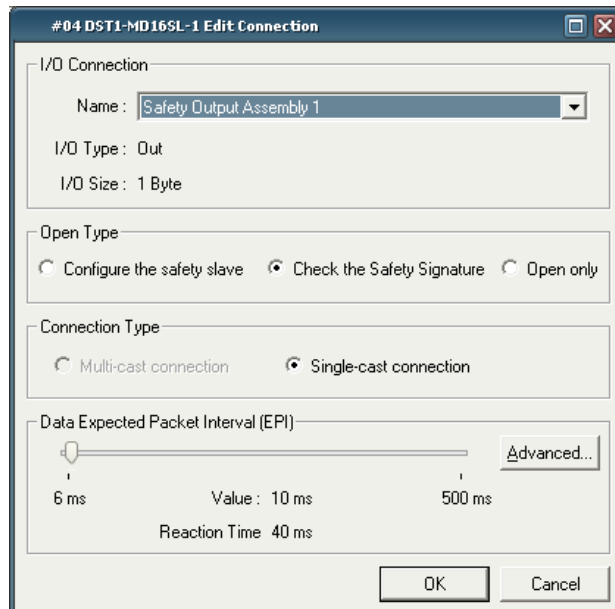 #04 DST1-MD16SL-1 Edit Connection
I/O Connection
Name : Safety Output Assembly 1
I/O Type : Out
I/O Size : 1 Byte
Open Type
Configure the safety slave Check the Safety Signature Open only
Connection Type
Multi-cast connection Single-cast connection
Data Expected Packet Interval (EPI)
Advanced...
6 ms Value : 10 ms 500 ms
Reaction Time 40 ms
OK Cancel